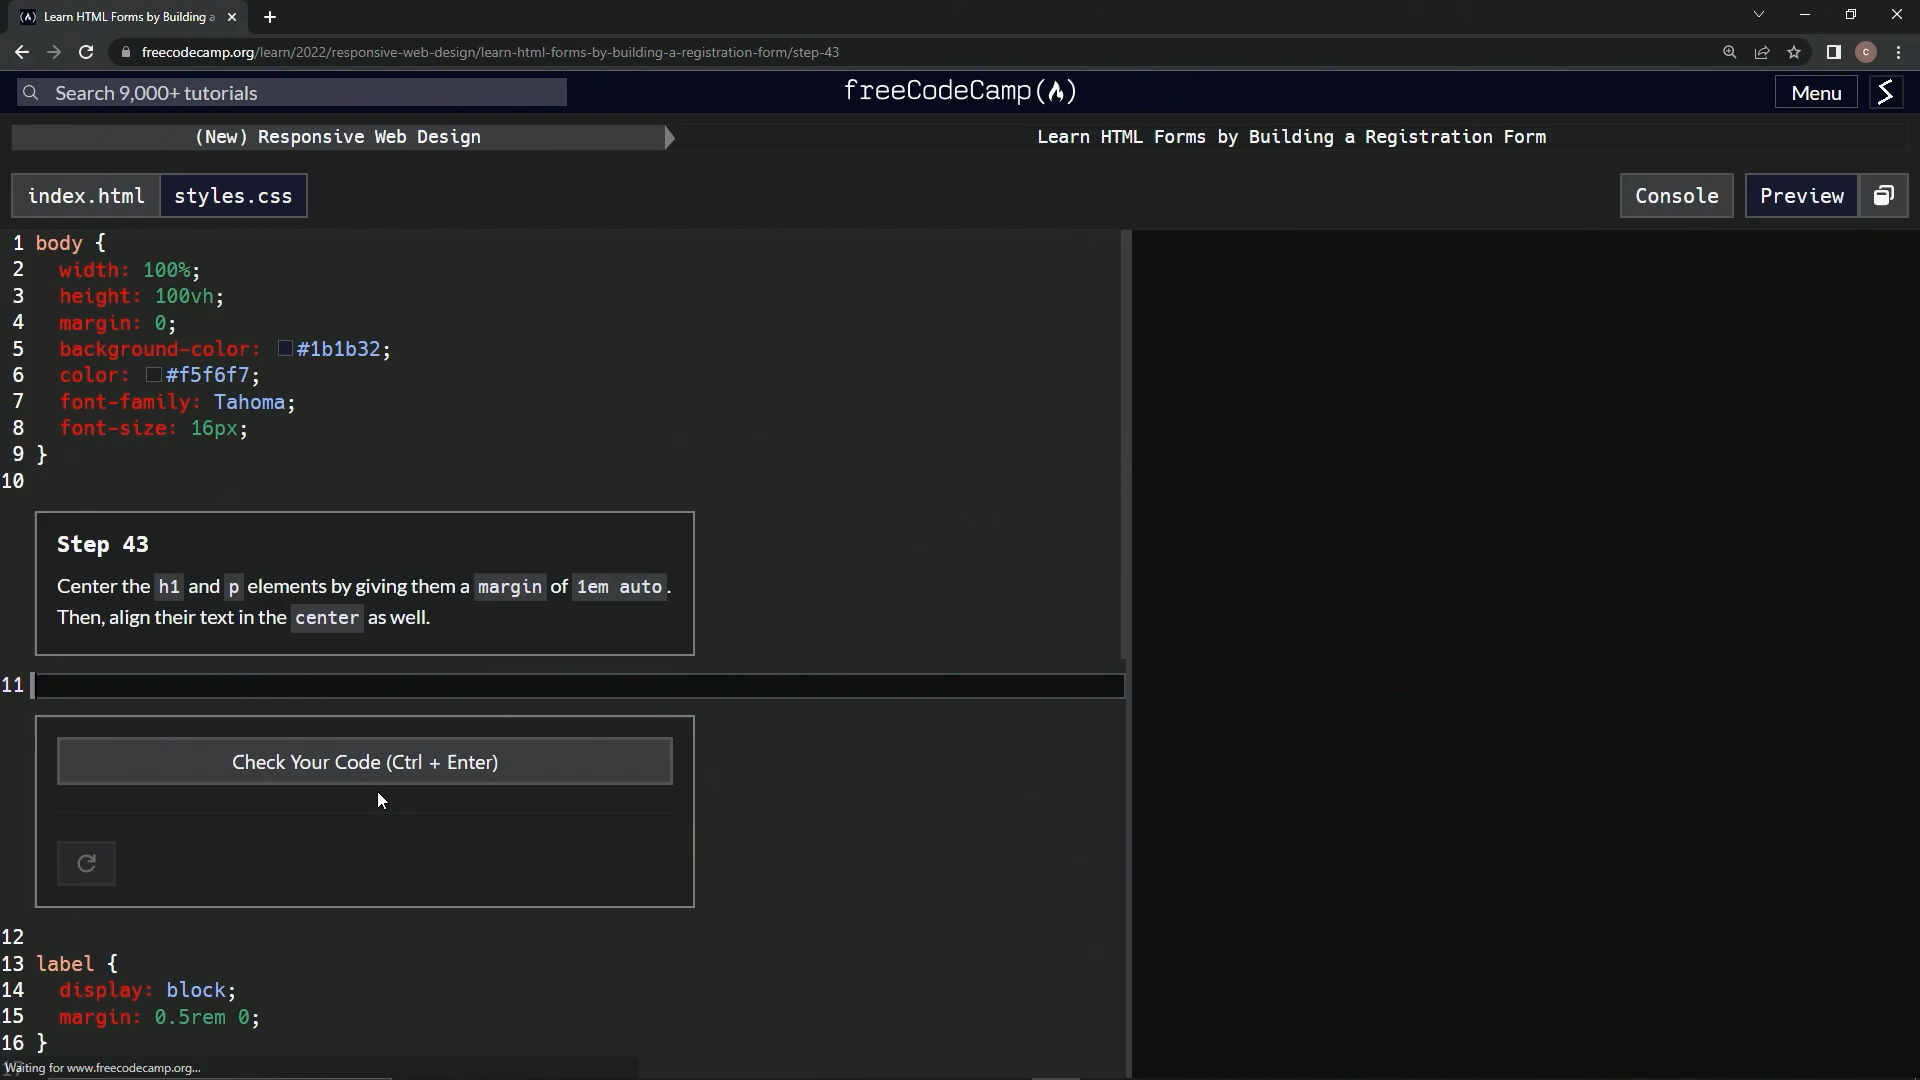 Learn HTML Forms by Building a
freecodecamp.org/learn/2022/responsive-web-design/learn-html-forms-by-building-a-registration-form/step-43
C
Search 9,000+ tutorials
freeCodeCamp
Menu
(New) Responsive Web Design
Learn HTML Forms by Building a Registration Form
index.html
styles.css
Console
Preview
1 body {
2 width: 100%;
3 height: 100vh;
4 margin: 0;
5 background-color: #1b1b32;
6 color: #f5f6f7;
7 font-family: Tahoma;
8 font-size: 16px;
9 }
10
Step 43
Center the h1 and p elements by giving them a margin of 1em auto.
Then, align their text in the center as well.
11
Check Your Code (Ctrl + Enter)
12
13 label {
14 display: block;
15 margin: 0.5rem 0;
16 }
17
Waiting for www.freecodecamp.org...